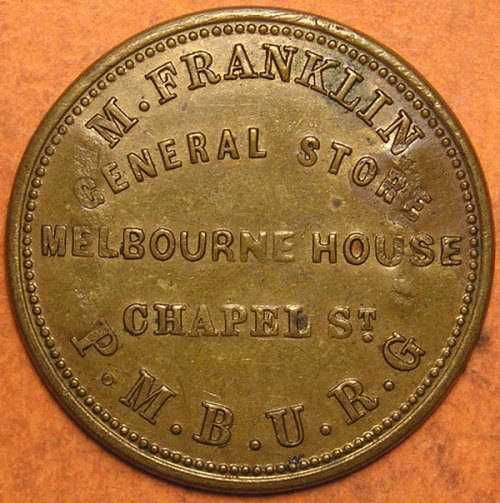 M. FRANKLIN
GENERAL STORE
MELBOURNE HOUSE
CHAPEL ST.
P.M.B.U.R.G